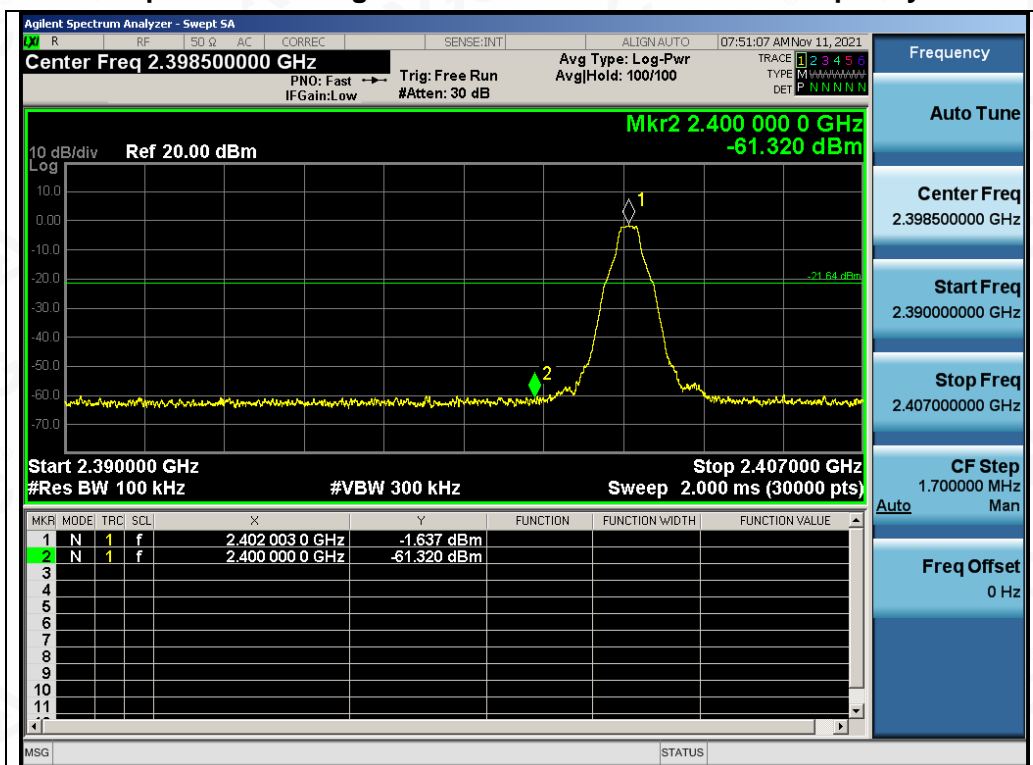 Agilent Spectrum Analyzer - Swept SA
LXI R RF 50 Ω AC CORREC SENSE:INT ALIGN AUTO 07:51:07 AM Nov 11, 2021
Center Freq 2.398500000 GHz
PNO: Fast
IFGain:Low
Trig: Free Run
#Atten: 30 dB
Avg Type: Log-Pwr
Avg|Hold: 100/100
TRACE 1 2 3 4 5 6
TYPE M
DET P N N N N N
Mkr2 2.400 000 0 GHz
-61.320 dBm
10 dB/div Ref 20.00 dBm
Log
10.0
0.00
-10.0
-20.0
-30.0
-40.0
-50.0
-60.0
-70.0
1
-21.64 dBm
2
Start 2.390000 GHz Stop 2.407000 GHz
#Res BW 100 kHz #VBW 300 kHz Sweep 2.000 ms (30000 pts)
MKR MODE TRC SCL X Y FUNCTION FUNCTION WIDTH FUNCTION VALUE
1 N 1 f 2.402 003 0 GHz -1.637 dBm
2 N 1 f 2.400 000 0 GHz -61.320 dBm
3
4
5
6
7
8
9
10
11
MSG STATUS
Frequency
Auto Tune
Center Freq
2.398500000 GHz
Start Freq
2.390000000 GHz
Stop Freq
2.407000000 GHz
CF Step
1.700000 MHz
Auto Man
Freq Offset
0 Hz